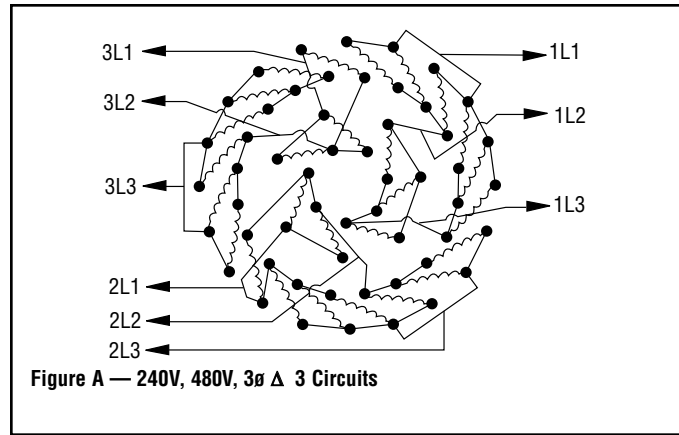 3L1
1L1
3L2
1L2
3L3
1L3
2L1
2L2
2L3
Figure A — 240V, 480V, 3ø Δ 3 Circuits